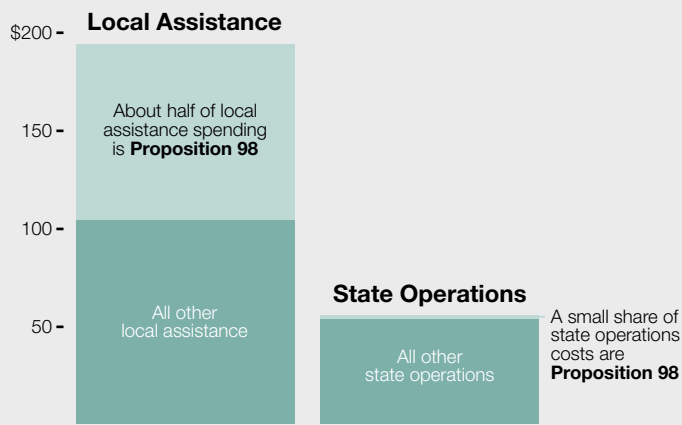 Local Assistance
$200
150
100
50
About half of local
assistance spending
is Proposition 98
All other
local assistance
State Operations
All other
state operations
A small share of
state operations
costs are
Proposition 98